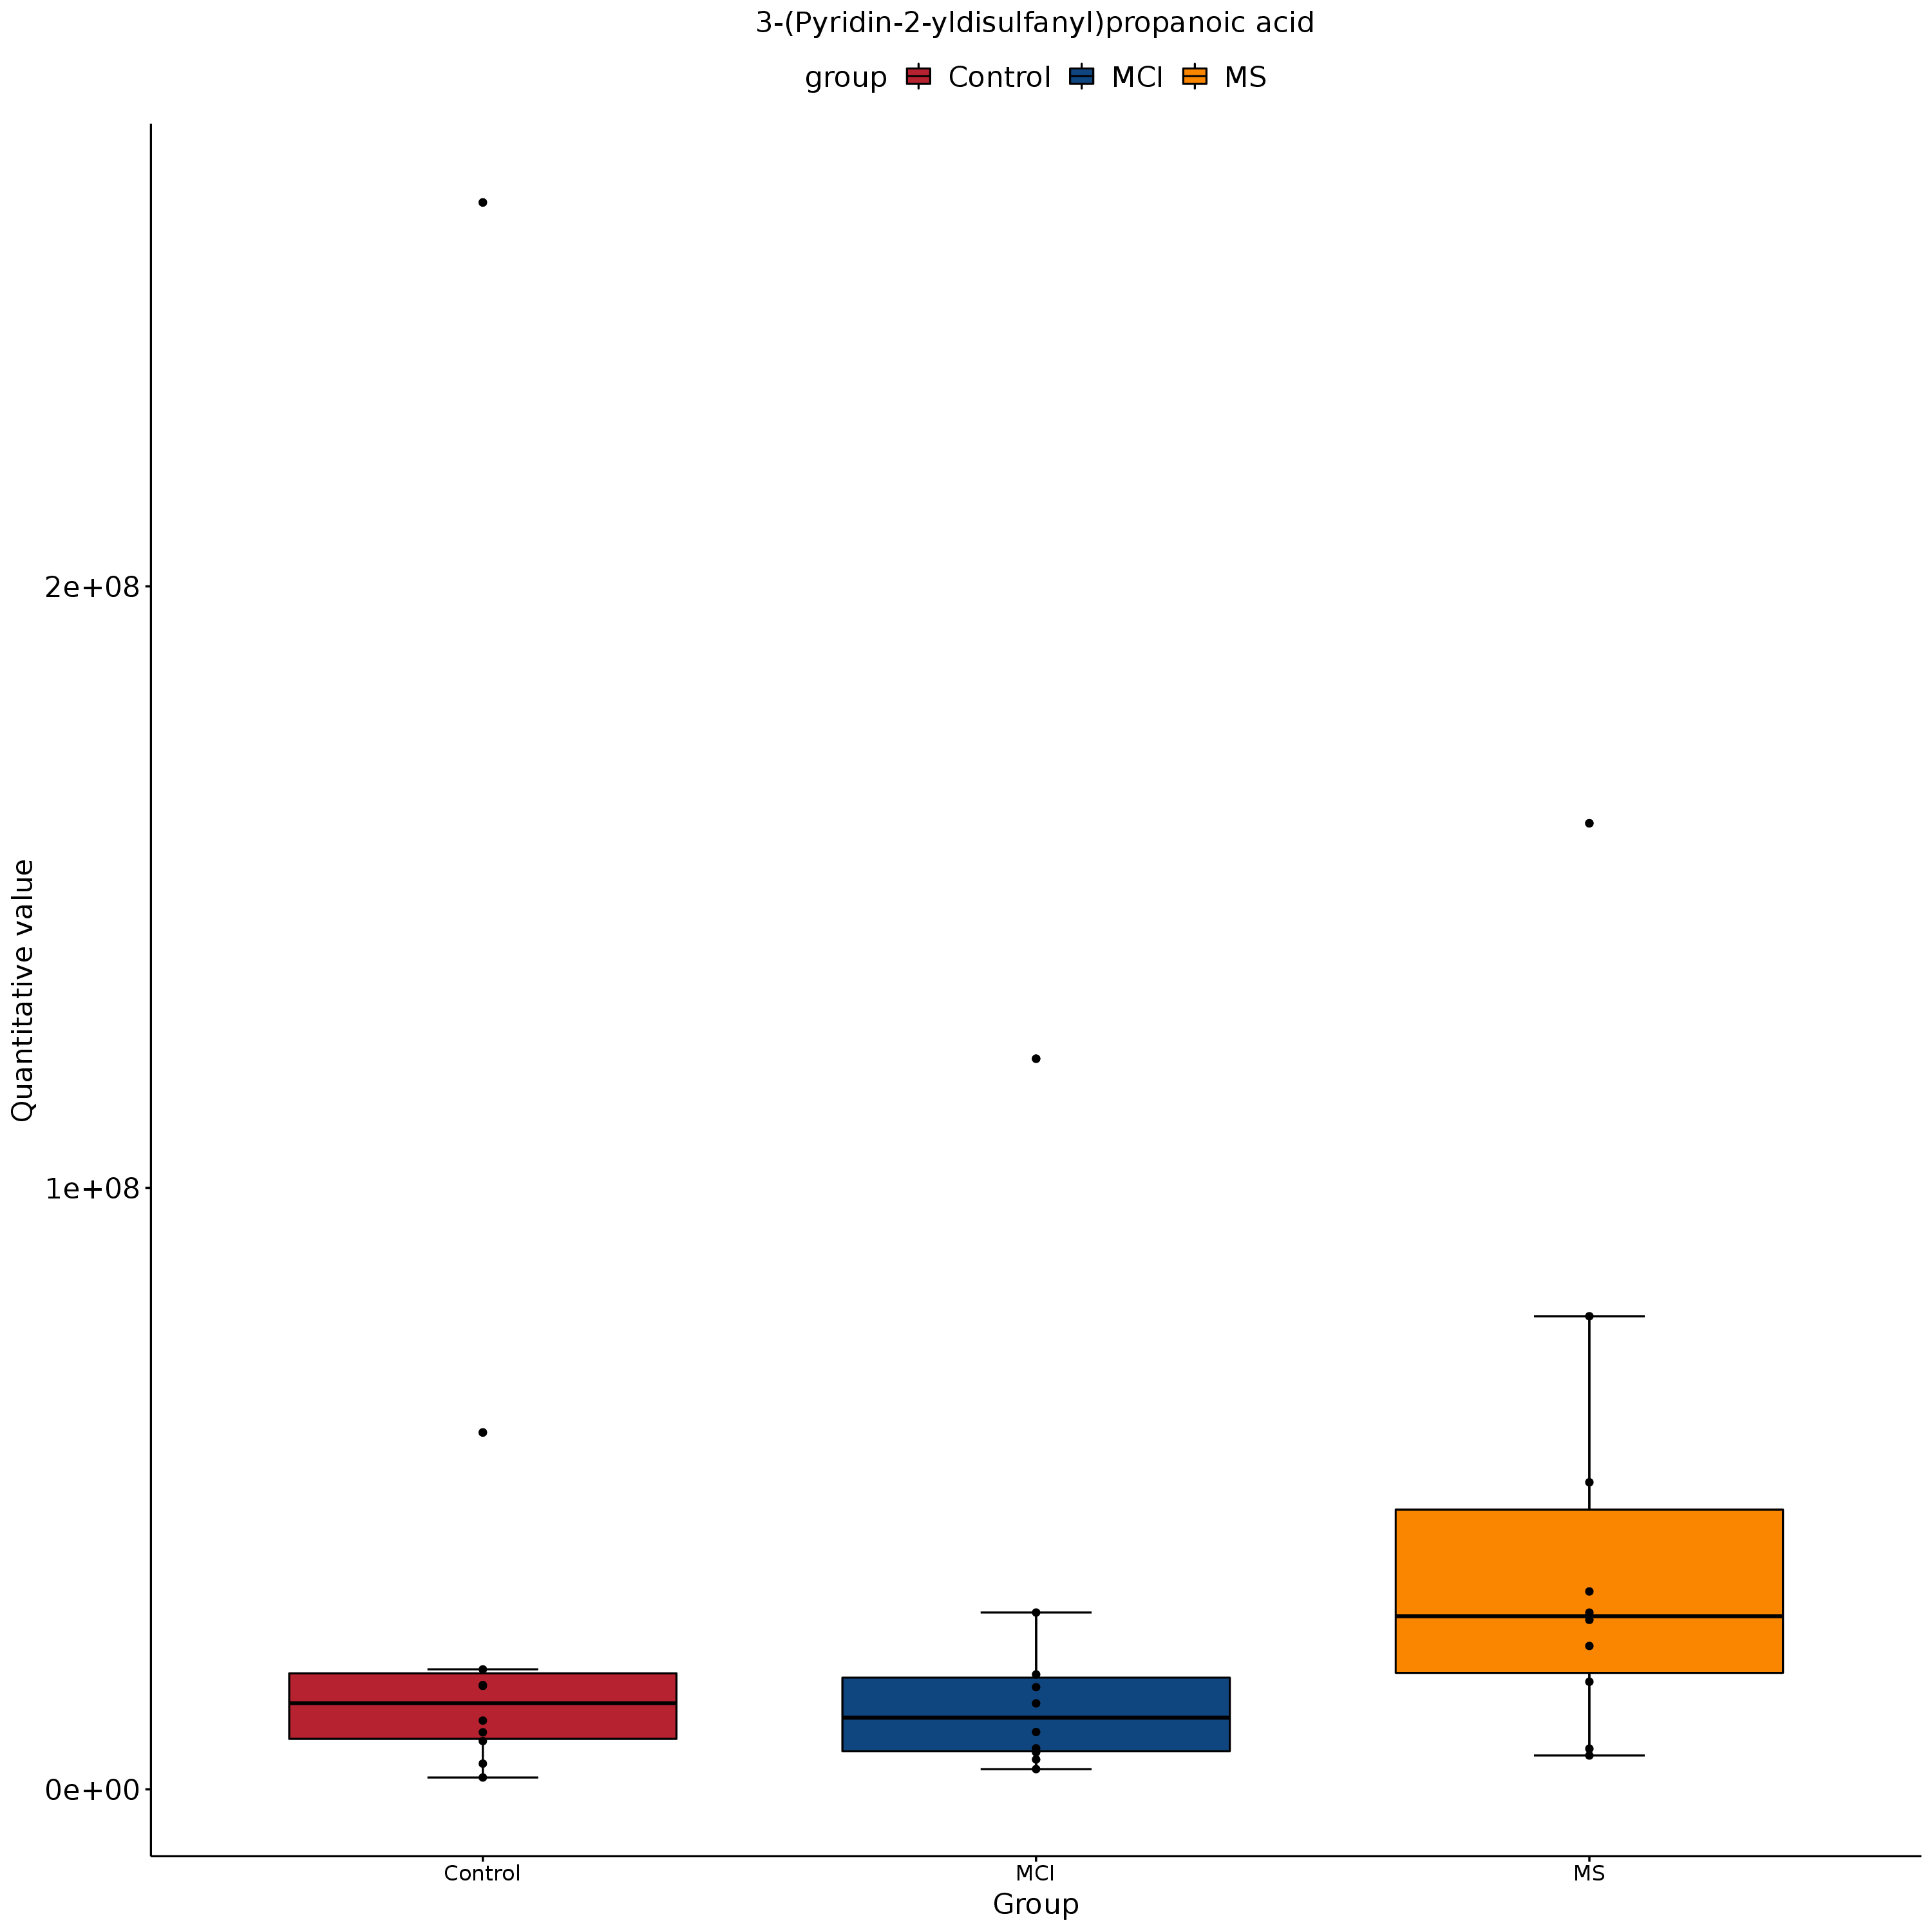 3-(Pyridin-2-yldisulfanyl)propanoic acid
group Control MCI MS
Quantitative value
2e+08
1e+08
0e+00
Control MCI MS
Group